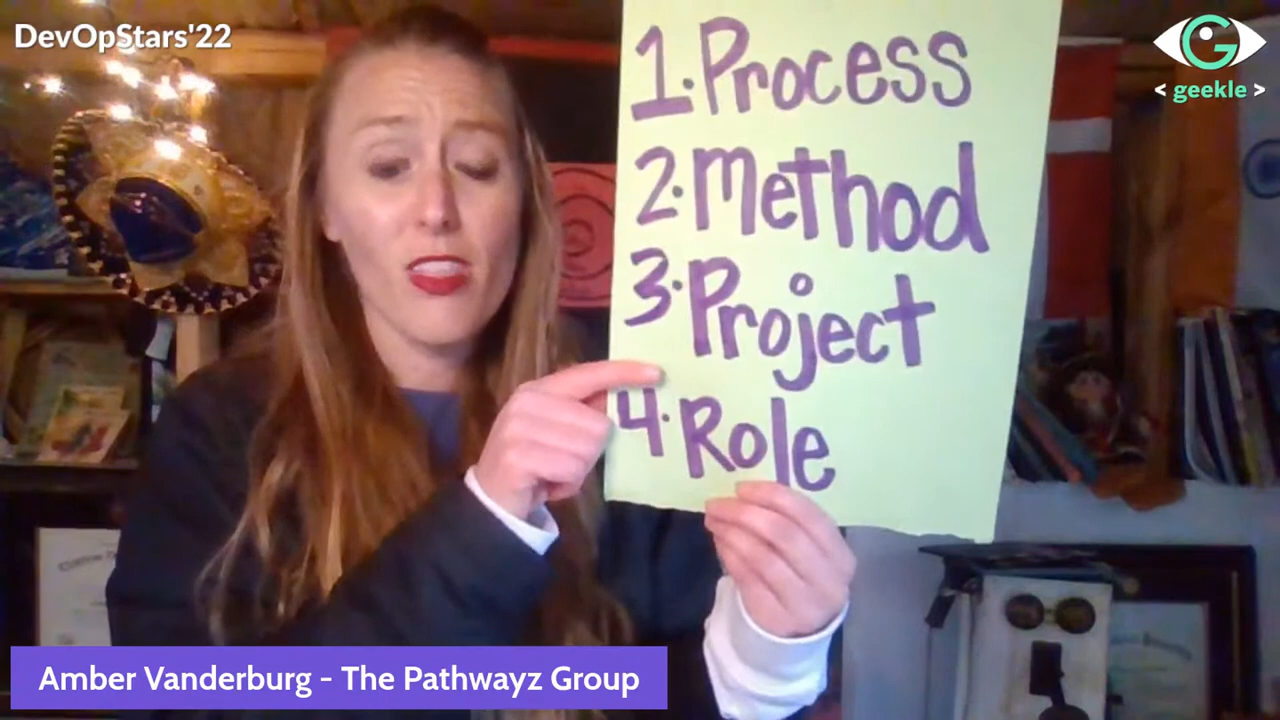 DevOpStars'22
< geekle >
1. Process
2. Method
3. Project
4. Role
Amber Vanderburg - The Pathwayz Group